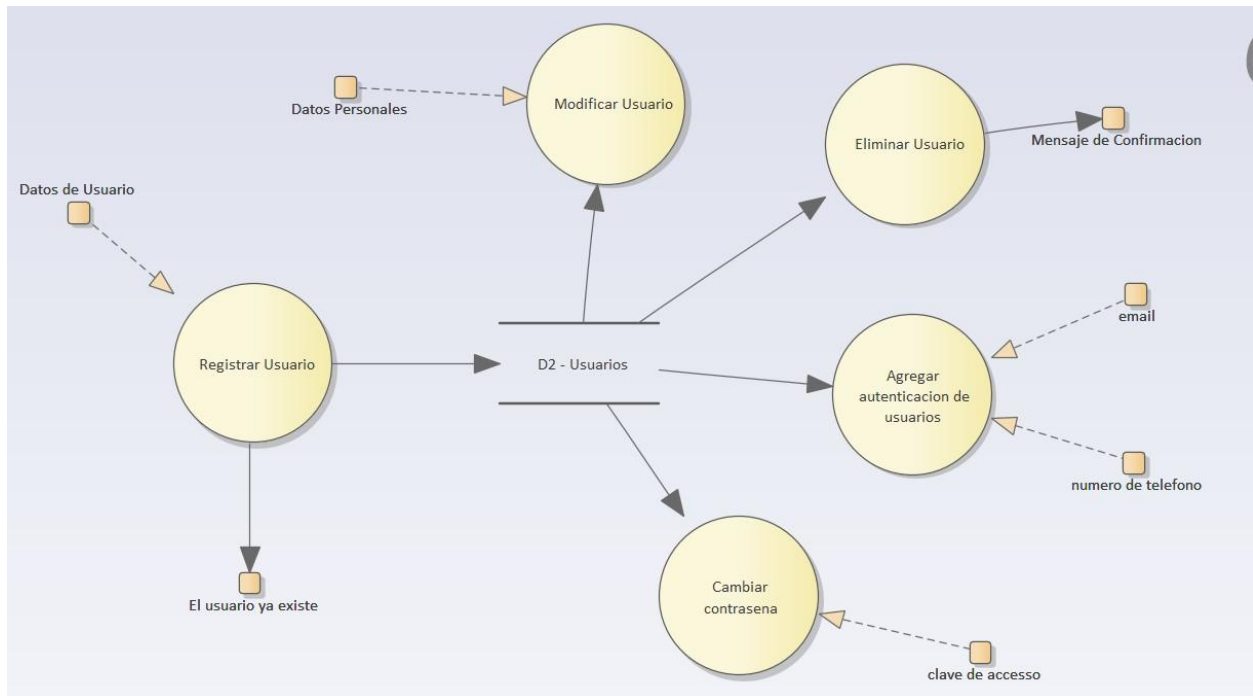 Modificar Usuario
Datos Personales
Eliminar Usuario
Mensaje de Confirmacion
Datos de Usuario
Registrar Usuario
D2 - Usuarios
email
Agregar
autenticacion de
usuarios
numero de telefono
El usuario ya existe
Cambiar
contrasena
clave de accesso